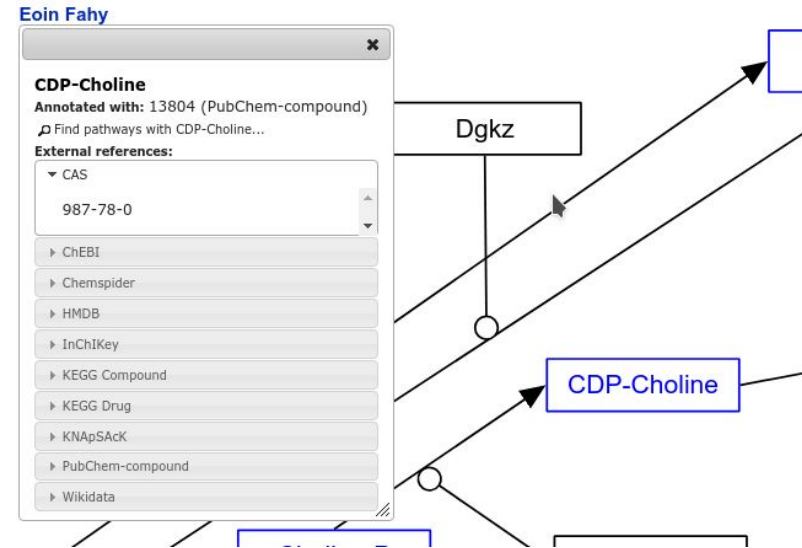 Eoin Fahy
CDP-Choline
Annotated with: 13804 (PubChem-compound)
Find pathways with CDP-Choline...
External references:
CAS
987-78-0
ChEBI
Chemspider
HMDB
InChIKey
KEGG Compound
KEGG Drug
KNApSAcK
PubChem-compound
Wikidata
Dgkz
CDP-Choline